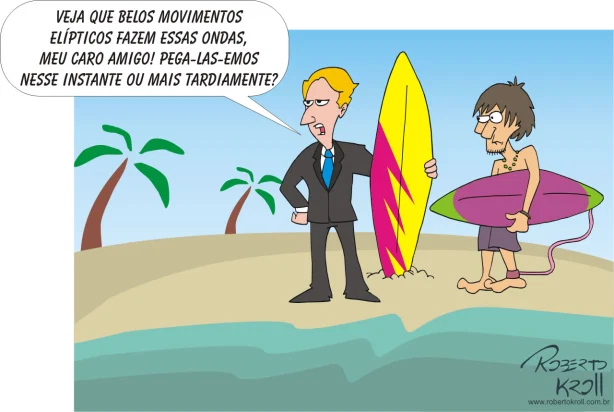 VEJA QUE BELOS MOVIMENTOS
ELÍPTICOS FAZEM ESSAS ONDAS,
MEU CARO AMIGO! PEGA-LAS-EMOS
NESSE INSTANTE OU MAIS TARDIAMENTE?
ROBERTO
KROLL
www.robertokroll.com.br